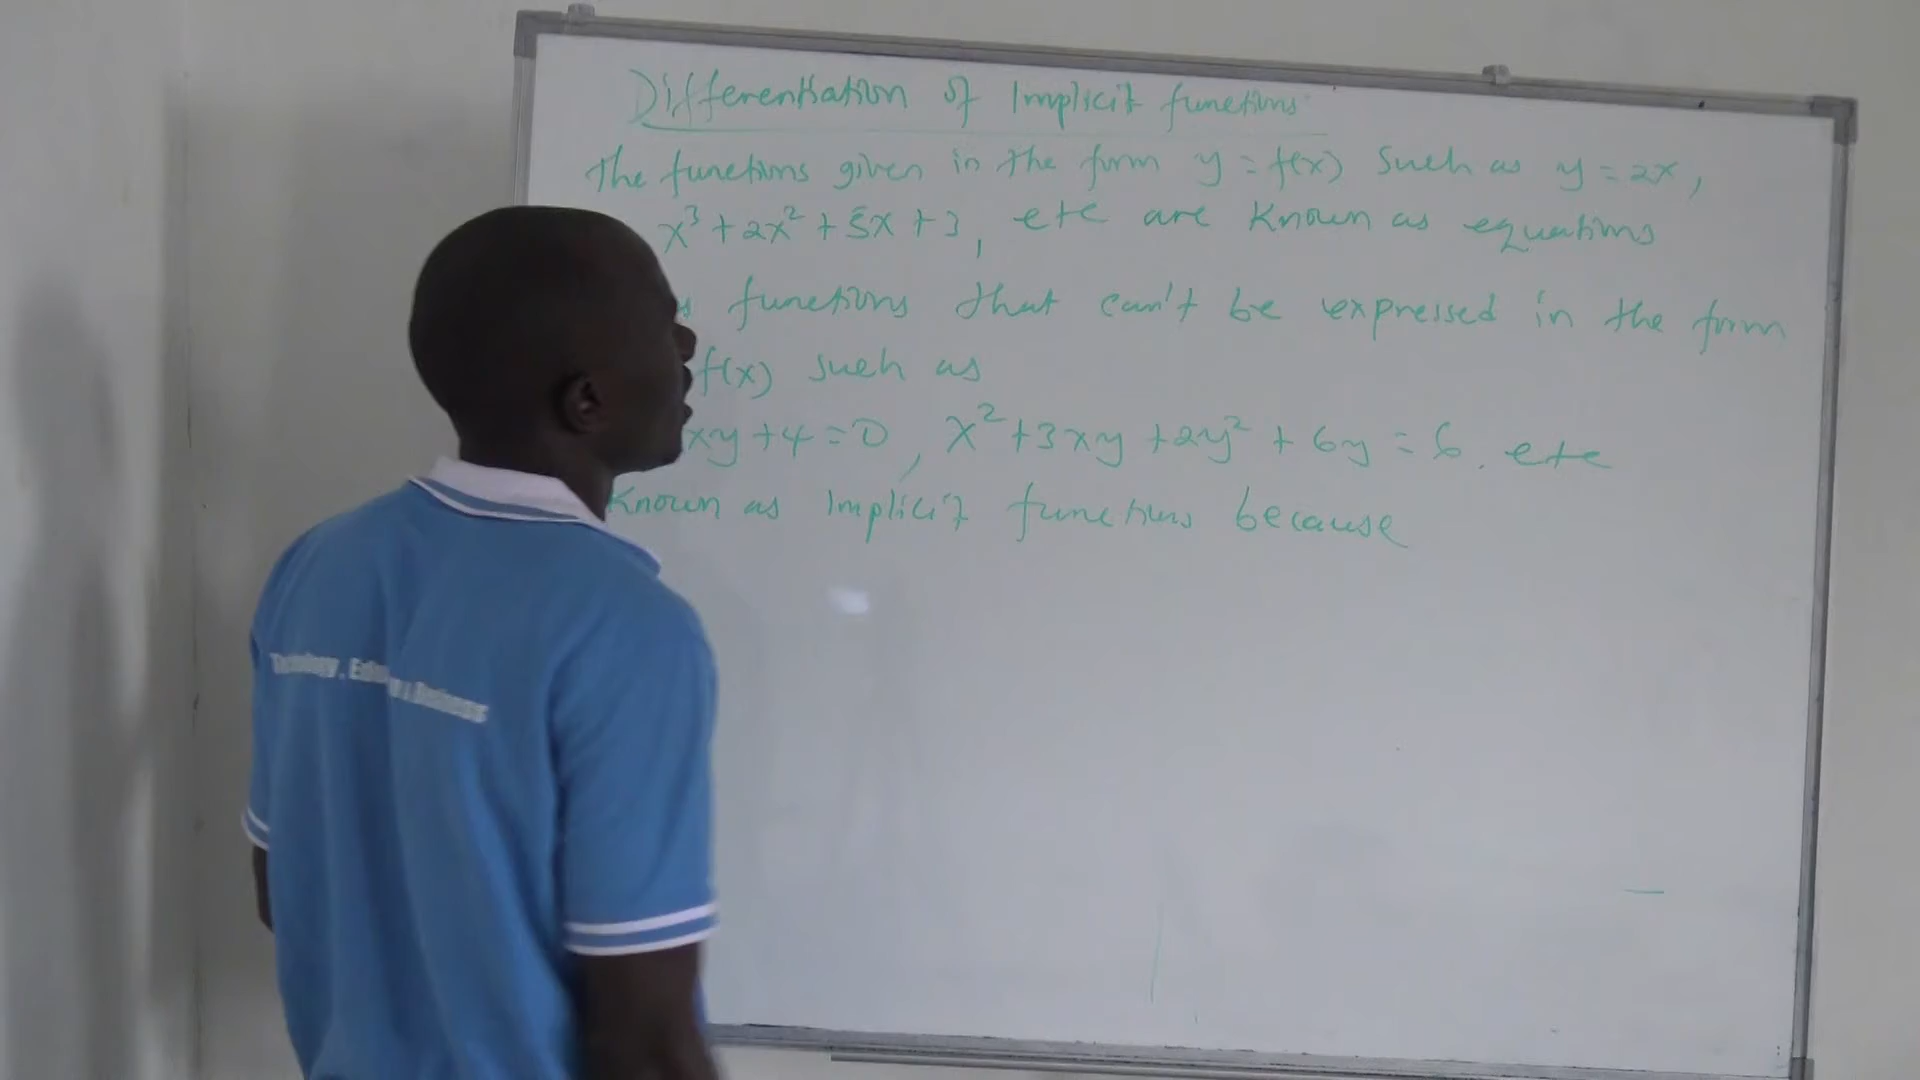 Differentiation of Implicit functions
The functions given in the form y = f(x) Such as y = 2x,
x³ + 2x² + 5x + 3, etc are Known as equations
functions that can't be expressed in the form
f(x) such as
xy + 4 = 0, x² + 3xy + 2y² + 6y = 6. etc
Known as Implicit functions because
Technology,
Business